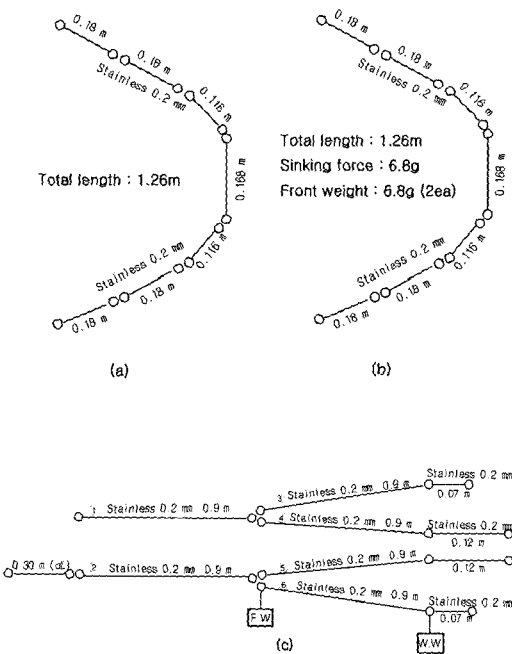 0.18 m
0.18 m
Stainless 0.2 mm
0.116 m
0.168 m
Total length : 1.26m
0.116 m
Stainless 0.2 mm
0.18 m
0.18 m
(a)
0.18 m
0.18 m
Stainless 0.2 mm
0.116 m
0.168 m
Total length : 1.26m
Sinking force : 6.8g
Front weight : 6.8g (2ea)
0.116 m
Stainless 0.2 mm
0.18 m
0.18 m
(b)
Stainless 0.2 mm
0.07 m
3. Stainless 0.2 mm 0.9 m
1. Stainless 0.2 mm 0.9 m
4. Stainless 0.2 mm 0.9 m
Stainless 0.2 mm
0.12 m
5. Stainless 0.2 mm 0.9 m
0.12 m
0.30 m (αL)
2. Stainless 0.2 mm 0.9 m
6. Stainless 0.2 mm 0.9 m
Stainless 0.2 mm
0.07 m
F.W
W.W
(c)